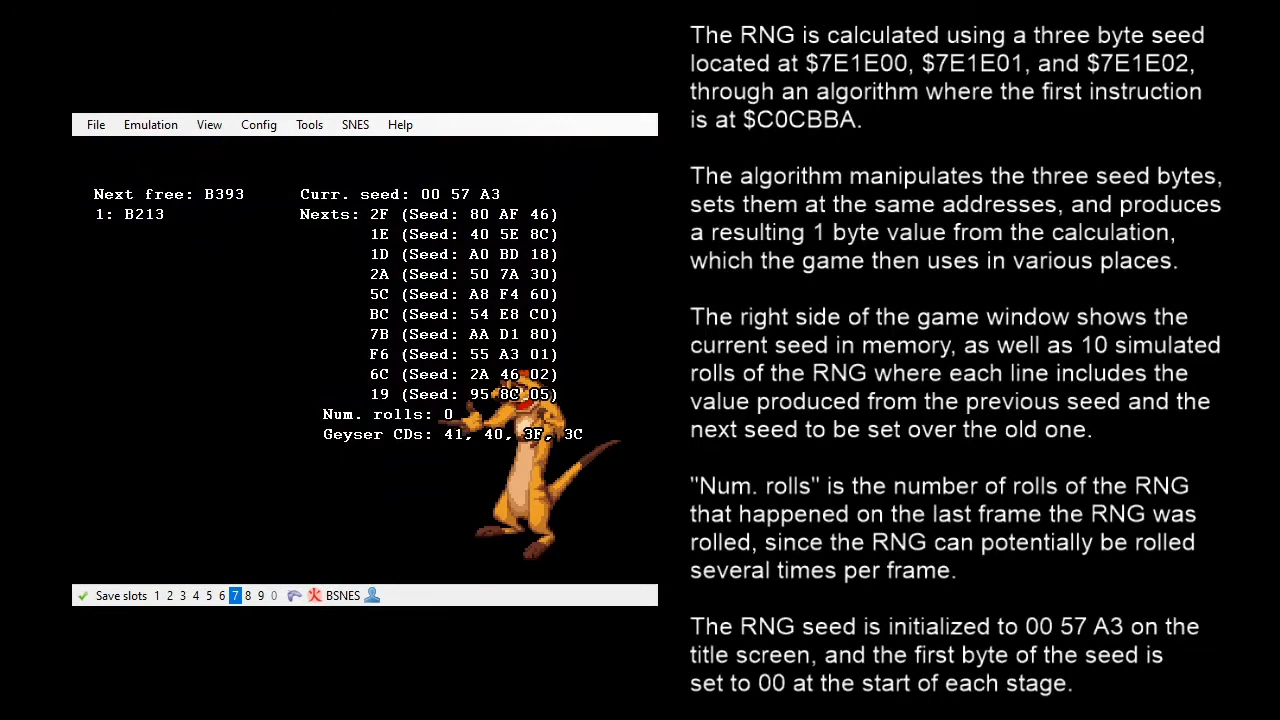 File Emulation View Config Tools SNES Help
Next free: B393
1: B213
Curr. seed: 00 57 A3
Nexts: 2F (Seed: 80 AF 46)
1E (Seed: 40 5E 8C)
1D (Seed: A0 BD 18)
2A (Seed: 50 7A 30)
5C (Seed: A8 F4 60)
BC (Seed: 54 E8 C0)
7B (Seed: AA D1 80)
F6 (Seed: 55 A3 01)
6C (Seed: 2A 46 02)
19 (Seed: 95 8C 05)
Num. rolls: 0
Geyser CDs: 41, 40, 3F, 3C
Save slots 1 2 3 4 5 6 7 8 9 0 火 BSNES
The RNG is calculated using a three byte seed
located at $7E1E00, $7E1E01, and $7E1E02,
through an algorithm where the first instruction
is at $C0CBBA.
The algorithm manipulates the three seed bytes,
sets them at the same addresses, and produces
a resulting 1 byte value from the calculation,
which the game then uses in various places.
The right side of the game window shows the
current seed in memory, as well as 10 simulated
rolls of the RNG where each line includes the
value produced from the previous seed and the
next seed to be set over the old one.
"Num. rolls" is the number of rolls of the RNG
that happened on the last frame the RNG was
rolled, since the RNG can potentially be rolled
several times per frame.
The RNG seed is initialized to 00 57 A3 on the
title screen, and the first byte of the seed is
set to 00 at the start of each stage.